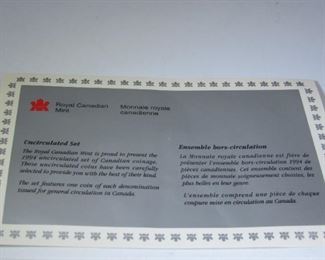 Royal Canadian
Mint
Monnaie royale
canadienne
Uncirculated Set
The Royal Canadian Mint is proud to present the
1994 uncirculated set of Canadian coinage.
These uncirculated coins have been carefully
selected to provide you with the best of their kind.
The set features one coin of each denomination
issued for general circulation in Canada.
Ensemble hors-circulation
La Monnaie royale canadienne est fière de
présenter l'ensemble hors-circulation 1994 de
pièces canadiennes. Cet ensemble contient des
pièces de monnaie soigneusement choisies, les
plus belles en leur genre.
L'ensemble comprend une pièce de chaque
coupure mise en circulation au Canada.